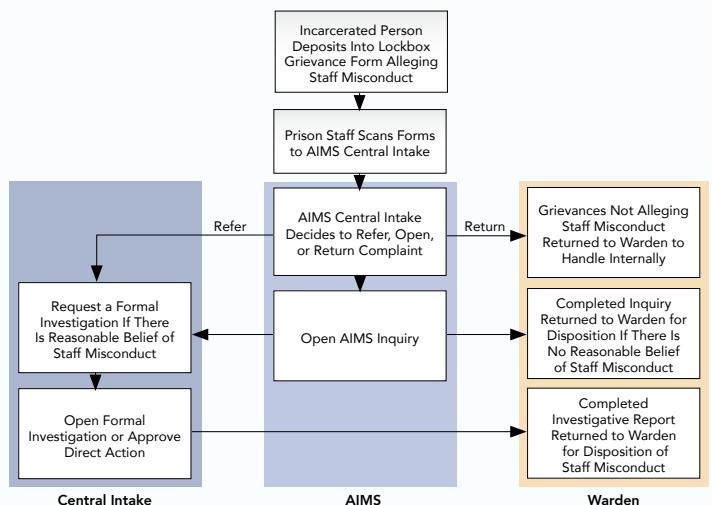 Incarcerated Person
Deposits Into Lockbox
Grievance Form Alleging
Staff Misconduct
Prison Staff Scans Forms
to AIMS Central Intake
AIMS Central Intake
Decides to Refer, Open,
or Return Complaint
Refer
Return
Grievances Not Alleging
Staff Misconduct
Returned to Warden to
Handle Internally
Request a Formal
Investigation If There
Is Reasonable Belief of
Staff Misconduct
Open AIMS Inquiry
Completed Inquiry
Returned to Warden for
Disposition If There Is
No Reasonable Belief
of Staff Misconduct
Open Formal
Investigation or Approve
Direct Action
Completed
Investigative Report
Returned to Warden
for Disposition of
Staff Misconduct
Central Intake
AIMS
Warden